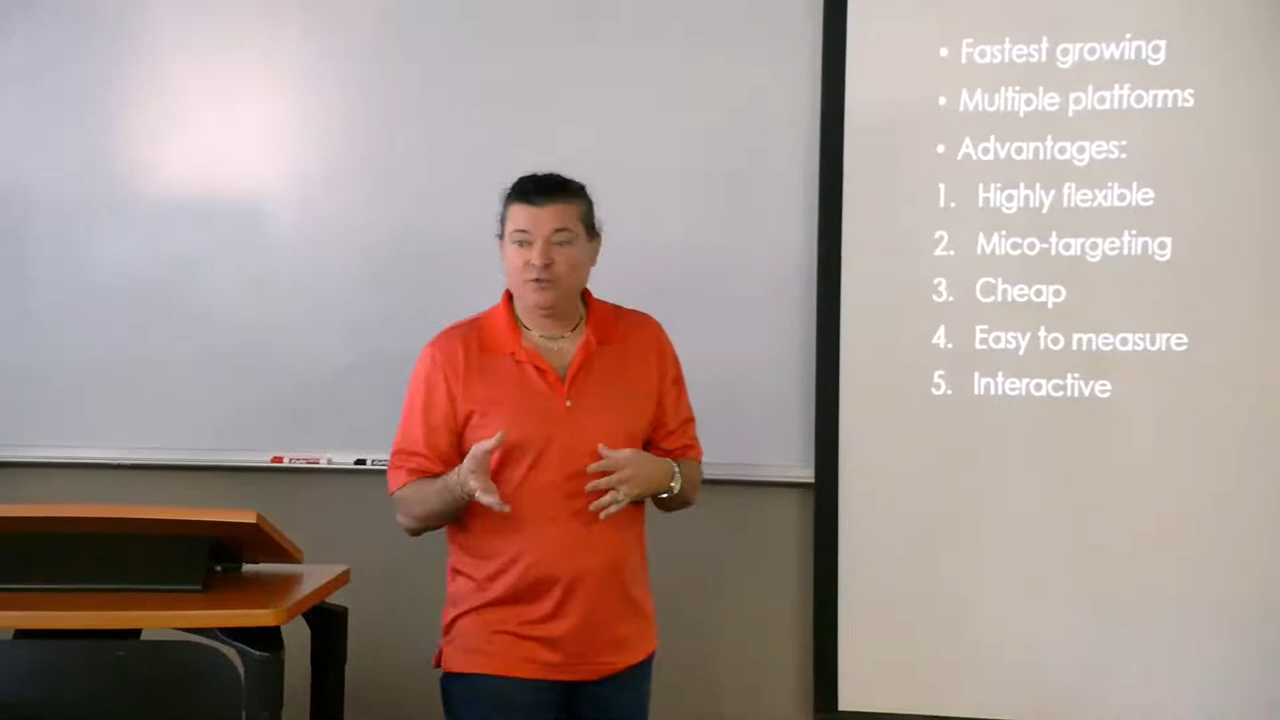 • Fastest growing
• Multiple platforms
• Advantages:
1. Highly flexible
2. Mico-targeting
3. Cheap
4. Easy to measure
5. Interactive